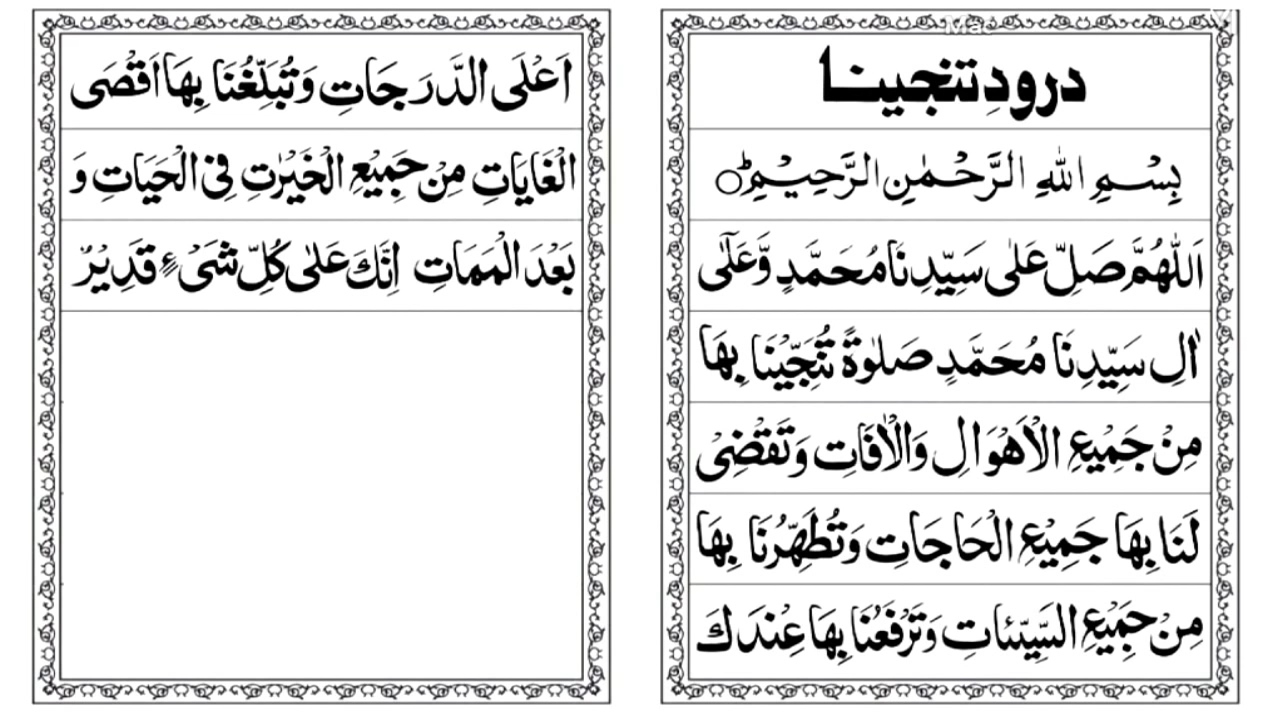 Mac
درودِ تنجینا
بِسْمِ اللّٰهِ الرَّحْمٰنِ الرَّحِيْمِ ؕ○
اَللّٰهُمَّ صَلِّ عَلٰى سَيِّدِنَا مُحَمَّدٍ وَّعَلٰٓى
اٰلِ سَيِّدِنَا مُحَمَّدٍ صَلٰوةً تُنَجِّيْنَا بِهَا
مِنْ جَمِيْعِ الْاَهْوَالِ وَالْاٰفَاتِ وَتَقْضِىْ
لَنَا بِهَا جَمِيْعِ الْحَاجَاتِ وَتُطَهِّرُنَا بِهَا
مِنْ جَمِيْعِ السَّيِّئَاتِ وَتَرْفَعُنَا بِهَا عِنْدَكَ
اَعْلَى الدَّرَجَاتِ وَتُبَلِّغُنَا بِهَا اَقْصَى
الْغَايَاتِ مِنْ جَمِيْعِ الْخَيْرٰتِ فِى الْحَيَاتِ وَ
بَعْدَ الْمَمَاتِ اِنَّكَ عَلٰى كُلِّ شَىْءٍ قَدِيْرٌ